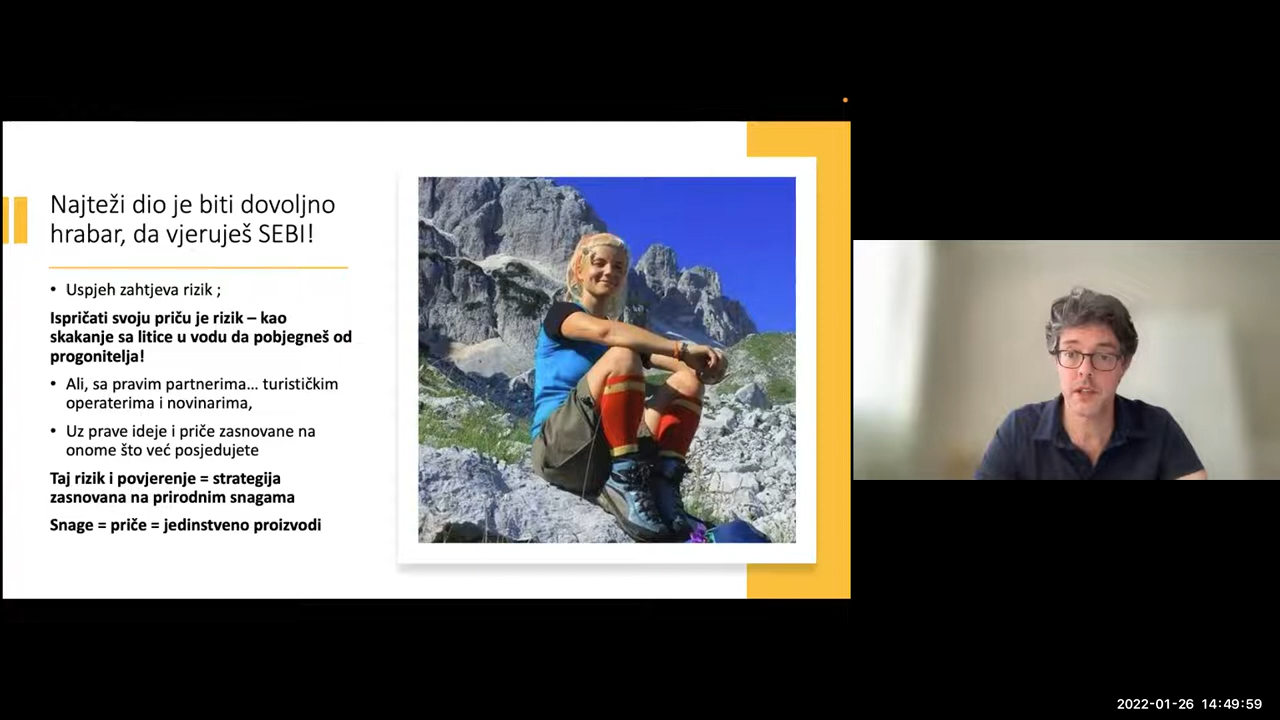 Najteži dio je biti dovoljno
hrabar, da vjeruješ SEBI!
• Uspjeh zahtjeva rizik ;
Ispričati svoju priču je rizik – kao
skakanje sa litice u vodu da pobjegneš od
progonitelja!
• Ali, sa pravim partnerima... turističkim
operaterima i novinarima,
• Uz prave ideje i priče zasnovane na
onome što već posjedujete
Taj rizik i povjerenje = strategija
zasnovana na prirodnim snagama
Snage = priče = jedinstveno proizvodi
2022-01-26 14:49:59